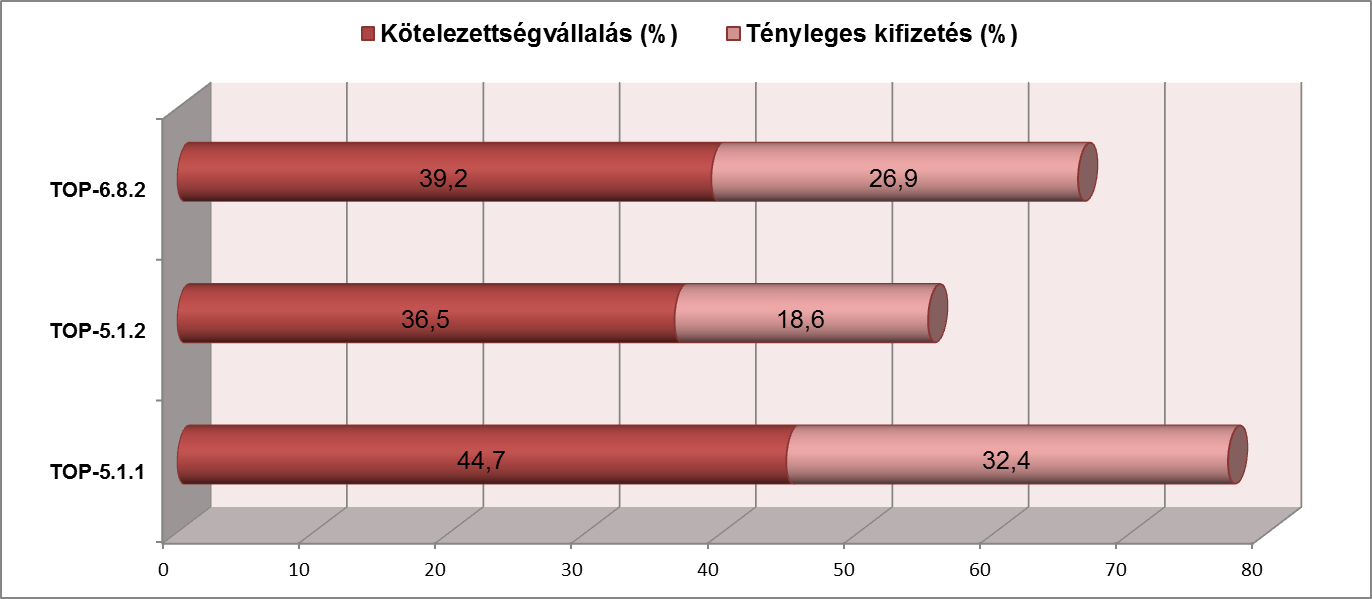 Kötelezettségvállalás (%) Tényleges kifizetés (%)
TOP-6.8.2 39,2 26,9
TOP-5.1.2 36,5 18,6
TOP-5.1.1 44,7 32,4
0 10 20 30 40 50 60 70 80